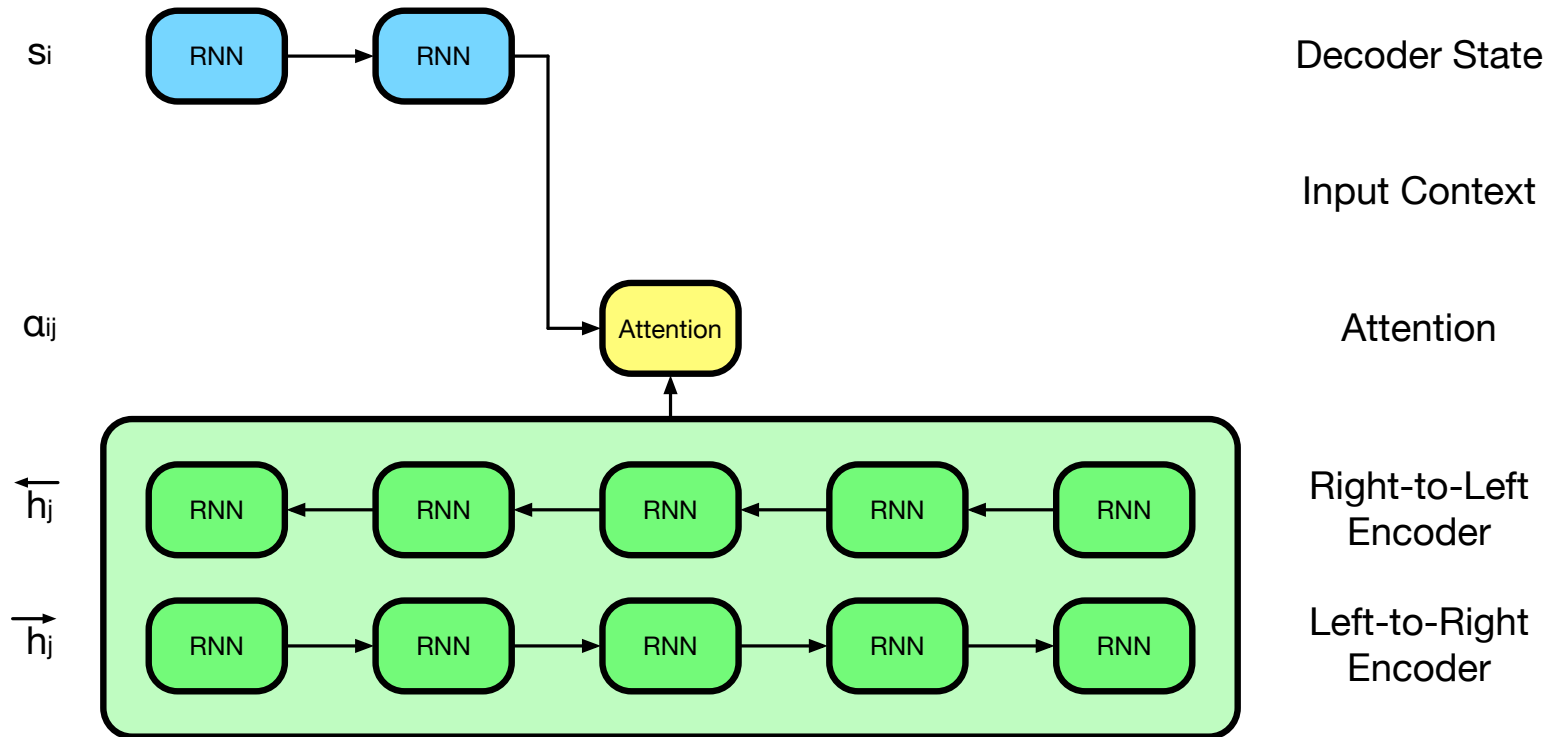 si RNN RNN Decoder State
Input Context
αij Attention Attention
hj RNN RNN RNN RNN RNN Right-to-Left
Encoder
hj RNN RNN RNN RNN RNN Left-to-Right
Encoder